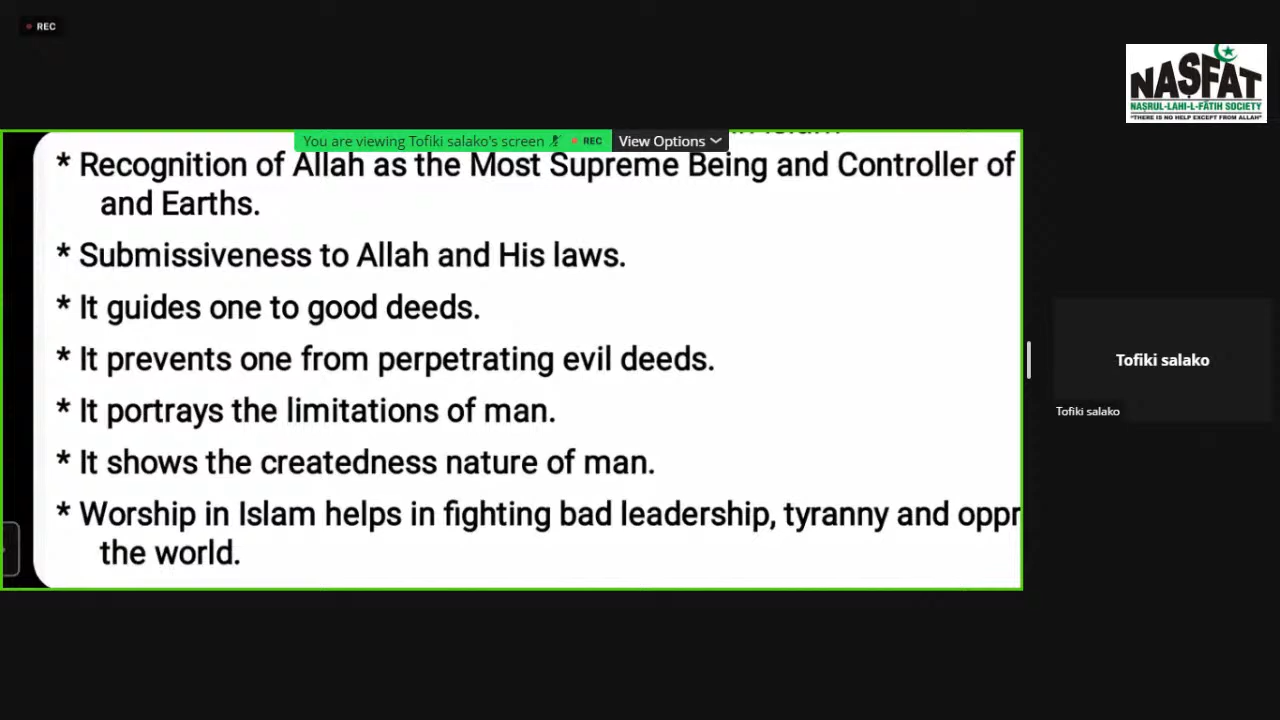 REC
NAṢFAT
NAṢRUL-LAHI-L-FĀTIH SOCIETY
"THERE IS NO HELP EXCEPT FROM ALLAH"
You are viewing Tofiki salako's screen REC View Options
* Recognition of Allah as the Most Supreme Being and Controller of
and Earths.
* Submissiveness to Allah and His laws.
* It guides one to good deeds.
* It prevents one from perpetrating evil deeds.
* It portrays the limitations of man.
* It shows the createdness nature of man.
* Worship in Islam helps in fighting bad leadership, tyranny and oppr
the world.
Tofiki salako
Tofiki salako